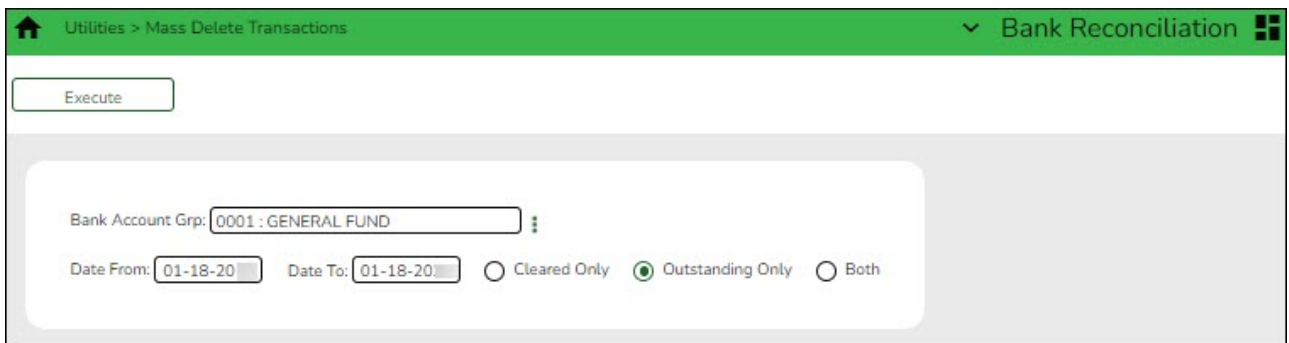 Utilities > Mass Delete Transactions Bank Reconciliation
Execute
Bank Account Grp: 0001 : GENERAL FUND
Date From: 01-18-20 Date To: 01-18-20 Cleared Only Outstanding Only Both